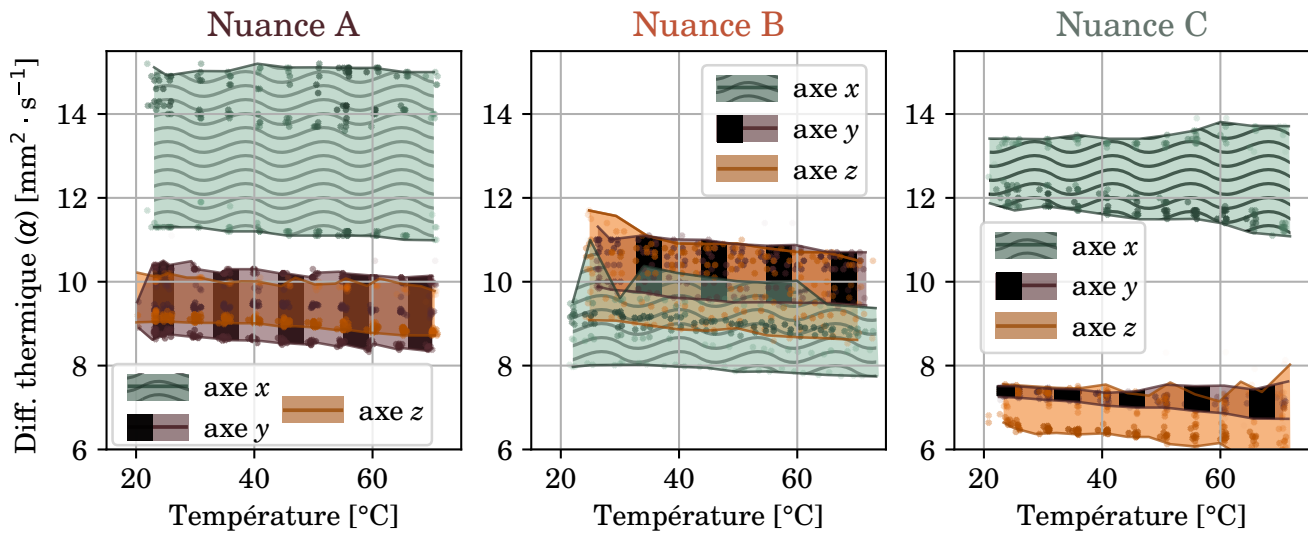 Nuance A
Nuance B
Nuance C
Diff. thermique (α) [mm² · s⁻¹]
14
12
10
8
6
axe x
axe y
axe z
20
40
60
Température [°C]
14
12
10
8
6
axe x
axe y
axe z
20
40
60
Température [°C]
14
12
10
8
6
axe x
axe y
axe z
20
40
60
Température [°C]